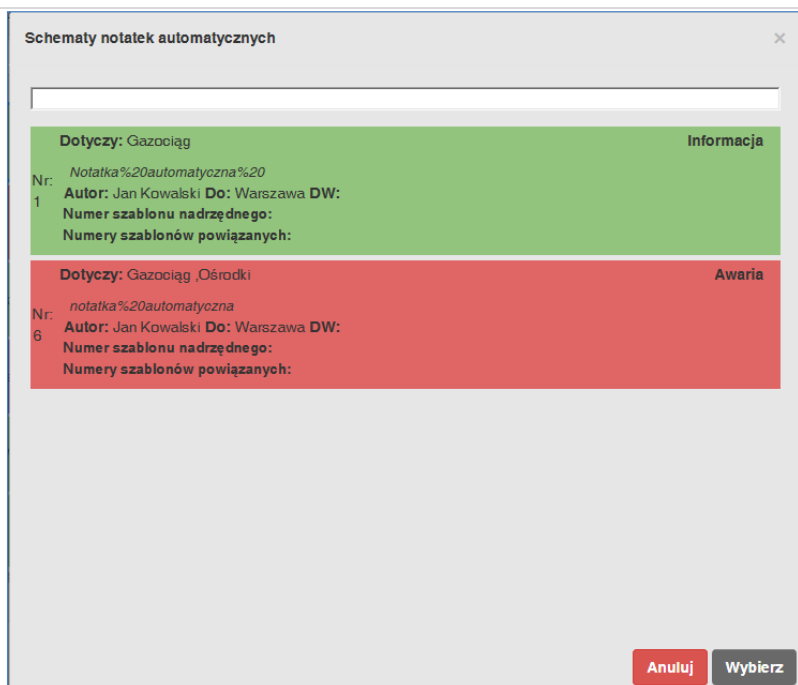 Schematy notatek automatycznych ×
Dotyczy: Gazociąg Informacja
Notatka%20automatyczna%20
Nr: 1
Autor: Jan Kowalski Do: Warszawa DW:
Numer szablonu nadrzędnego:
Numery szablonów powiązanych:
Dotyczy: Gazociąg ,Ośrodki Awaria
notatka%20automatyczna
Nr: 6
Autor: Jan Kowalski Do: Warszawa DW:
Numer szablonu nadrzędnego:
Numery szablonów powiązanych:
Anuluj Wybierz